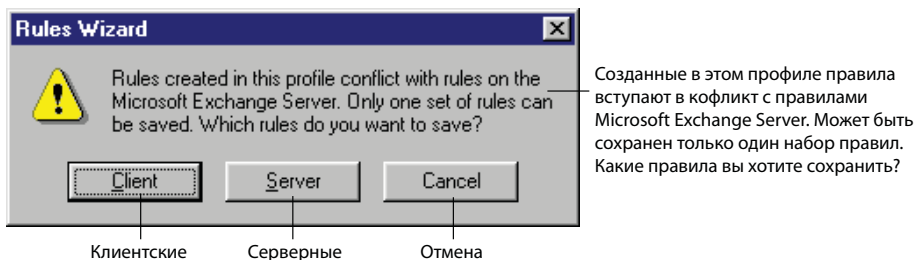 Rules Wizard
Rules created in this profile conflict with rules on the
Microsoft Exchange Server. Only one set of rules can
be saved. Which rules do you want to save?
Client
Server
Cancel
Созданные в этом профиле правила
вступают в кофликт с правилами
Microsoft Exchange Server. Может быть
сохранен только один набор правил.
Какие правила вы хотите сохранить?
Клиентские
Серверные
Отмена